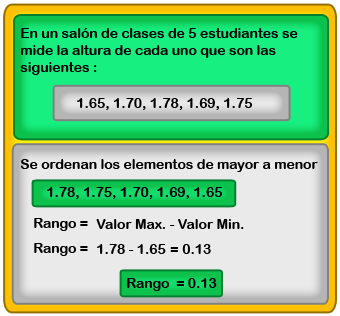 En un salón de clases de 5 estudiantes se
mide la altura de cada uno que son las
siguientes :
1.65, 1.70, 1.78, 1.69, 1.75
Se ordenan los elementos de mayor a menor
1.78, 1.75, 1.70, 1.69, 1.65
Rango = Valor Max. - Valor Min.
Rango = 1.78 - 1.65 = 0.13
Rango = 0.13